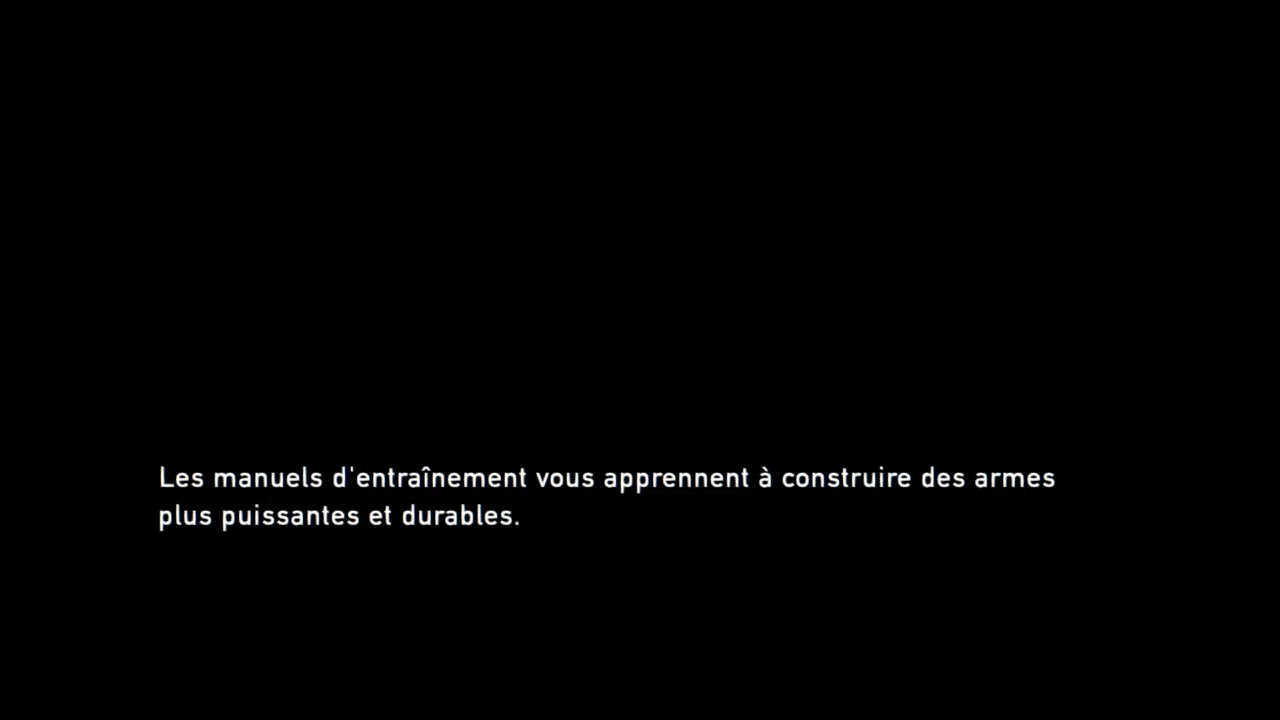 Les manuels d'entraînement vous apprennent à construire des armes
plus puissantes et durables.